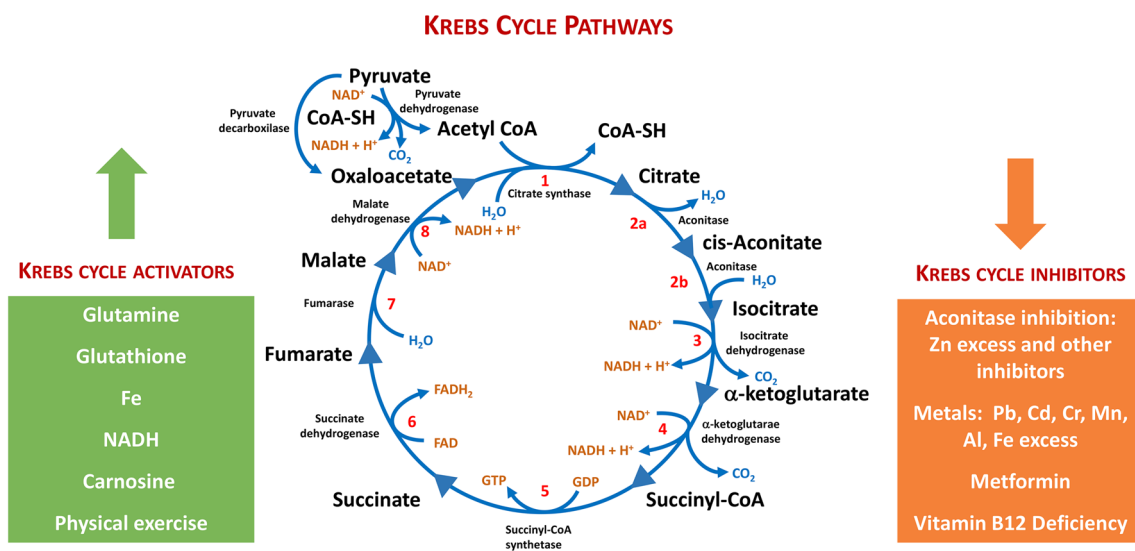 KREBS CYCLE PATHWAYS
Pyruvate
NAD+
Pyruvate
dehydrogenase
Pyruvate
decarboxilase
CoA-SH
NADH + H+
CO2
Acetyl CoA
CoA-SH
Oxaloacetate
1
Citrate synthase
H2O
Citrate
H2O
2a
Aconitase
cis-Aconitate
Aconitase
2b
H2O
Isocitrate
NAD+
3
Isocitrate
dehydrogenase
NADH + H+
CO2
α-ketoglutarate
NAD+
4
α-ketoglutarae
dehydrogenase
NADH + H+
CO2
Succinyl-CoA
GTP
5
GDP
Succinyl-CoA
synthetase
Succinate
FADH2
Succinate
dehydrogenase
6
FAD
Fumarate
Fumarase
7
H2O
Malate
Malate
dehydrogenase
8
NADH + H+
NAD+
KREBS CYCLE ACTIVATORS
Glutamine
Glutathione
Fe
NADH
Carnosine
Physical exercise
KREBS CYCLE INHIBITORS
Aconitase inhibition:
Zn excess and other
inhibitors
Metals: Pb, Cd, Cr, Mn,
Al, Fe excess
Metformin
Vitamin B12 Deficiency